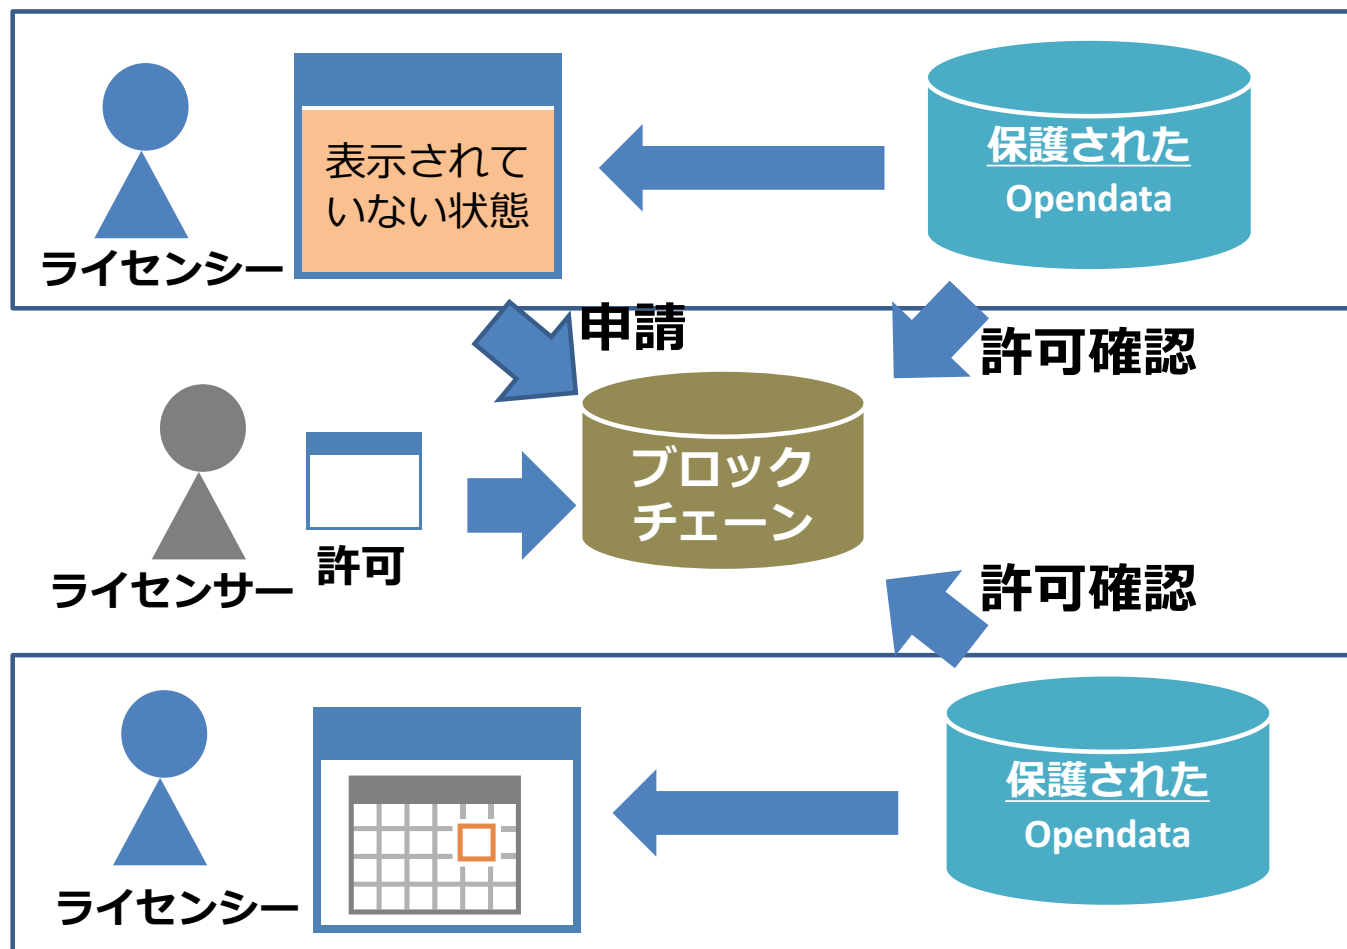 表示されて
いない状態
保護された
Opendata
ライセンシー
申請
許可確認
ブロック
チェーン
許可
ライセンサー
許可確認
保護された
Opendata
ライセンシー